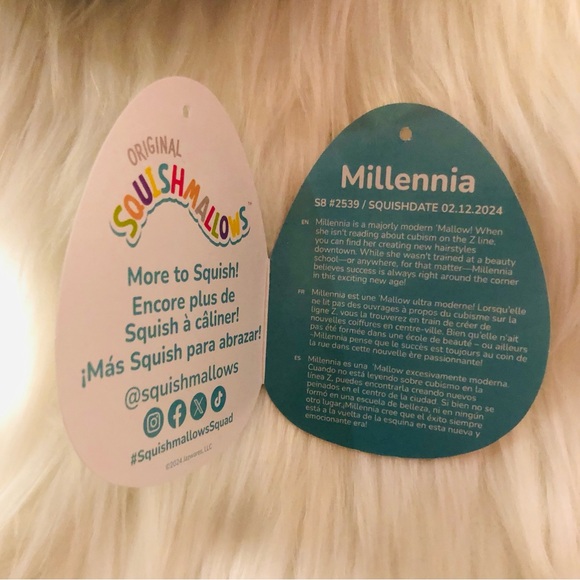 ORIGINAL
SQUISHMALLOWS™
More to Squish!
Encore plus de
Squish à câliner!
¡Más Squish para abrazar!
@squishmallows
#SquishmallowsSquad
©2024 Jazwares, LLC
Millennia
S8 #2539 / SQUISHDATE 02.12.2024
EN Millennia is a majorly modern 'Mallow! When
she isn't reading about cubism on the Z line,
you can find her creating new hairstyles
downtown. While she wasn't trained at a beauty
school—or anywhere, for that matter—Millennia
believes success is always right around the corner
in this exciting new age!
FR Millennia est une 'Mallow ultra moderne! Lorsqu'elle
ne lit pas des ouvrages à propos du cubisme sur la
ligne Z, vous la trouverez en train de créer de
nouvelles coiffures en centre-ville. Bien qu'elle n'ait
pas été formée dans une école de beauté – ou ailleurs
–Millennia pense que le succès est toujours au coin de
la rue dans cette nouvelle ère passionnante!
ES Millennia es una 'Mallow excesivamente moderna.
Cuando no está leyendo sobre cubismo en la
línea Z, puedes encontrarla creando nuevos
peinados en el centro de la ciudad. Si bien no se
formó en una escuela de belleza, ni en ningún
otro lugar, ¡Millennia cree que el éxito siempre
está a la vuelta de la esquina en esta nueva y
emocionante era!